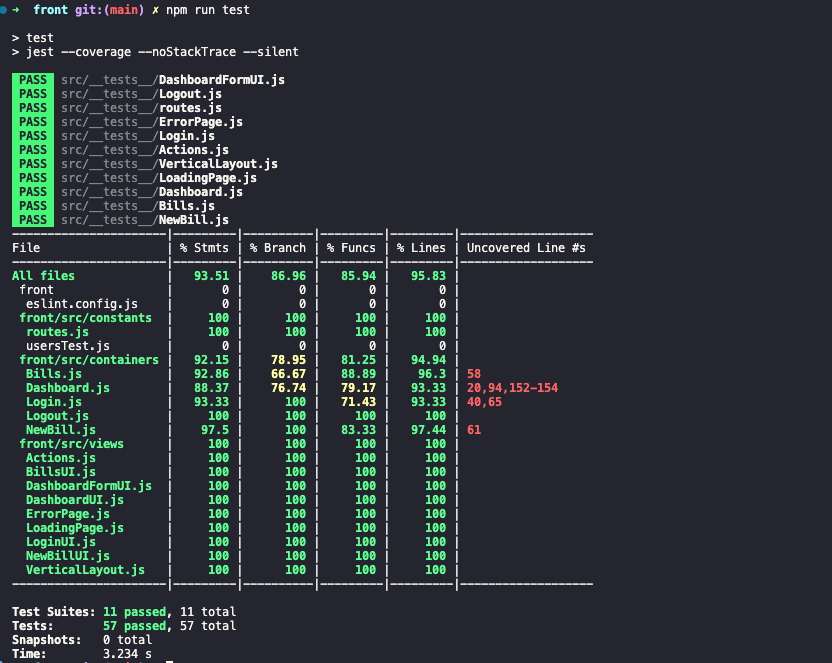 ➜ front git:(main) ✗ npm run test
> test
> jest --coverage --noStackTrace --silent
PASS src/__tests__/DashboardFormUI.js
PASS src/__tests__/Logout.js
PASS src/__tests__/routes.js
PASS src/__tests__/ErrorPage.js
PASS src/__tests__/Login.js
PASS src/__tests__/Actions.js
PASS src/__tests__/VerticalLayout.js
PASS src/__tests__/LoadingPage.js
PASS src/__tests__/Dashboard.js
PASS src/__tests__/Bills.js
PASS src/__tests__/NewBill.js
File | % Stmts | % Branch | % Funcs | % Lines | Uncovered Line #s
All files | 93.51 | 86.96 | 85.94 | 95.83 |
front | 0 | 0 | 0 | 0 |
eslint.config.js | 0 | 0 | 0 | 0 |
front/src/constants | 100 | 100 | 100 | 100 |
routes.js | 100 | 100 | 100 | 100 |
usersTest.js | 0 | 0 | 0 | 0 |
front/src/containers | 92.15 | 78.95 | 81.25 | 94.94 |
Bills.js | 92.86 | 66.67 | 88.89 | 96.3 | 58
Dashboard.js | 88.37 | 76.74 | 79.17 | 93.33 | 20,94,152-154
Login.js | 93.33 | 100 | 71.43 | 93.33 | 40,65
Logout.js | 100 | 100 | 100 | 100 |
NewBill.js | 97.5 | 100 | 83.33 | 97.44 | 61
front/src/views | 100 | 100 | 100 | 100 |
Actions.js | 100 | 100 | 100 | 100 |
BillsUI.js | 100 | 100 | 100 | 100 |
DashboardFormUI.js | 100 | 100 | 100 | 100 |
DashboardUI.js | 100 | 100 | 100 | 100 |
ErrorPage.js | 100 | 100 | 100 | 100 |
LoadingPage.js | 100 | 100 | 100 | 100 |
LoginUI.js | 100 | 100 | 100 | 100 |
NewBillUI.js | 100 | 100 | 100 | 100 |
VerticalLayout.js | 100 | 100 | 100 | 100 |
Test Suites: 11 passed, 11 total
Tests: 57 passed, 57 total
Snapshots: 0 total
Time: 3.234 s